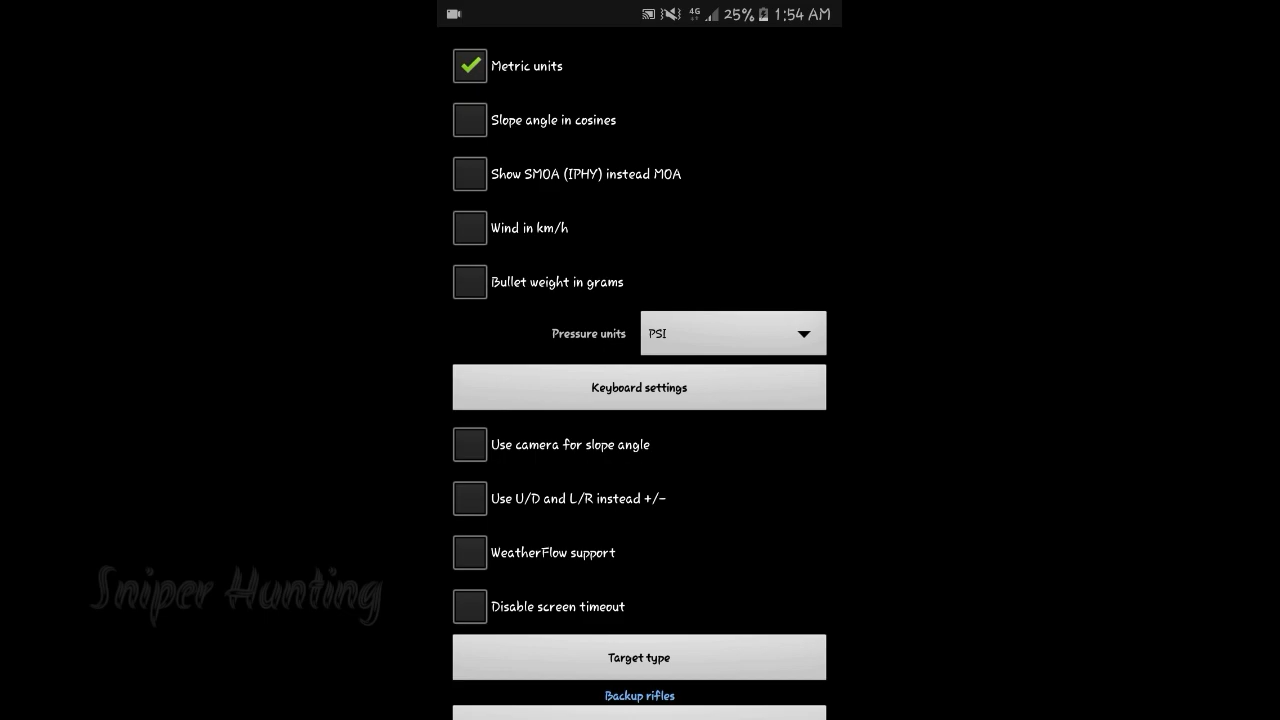 4G 25% 1:54 AM
Metric units
Slope angle in cosines
Show SMOA (IPHY) instead MOA
Wind in km/h
Bullet weight in grams
Pressure units PSI
Keyboard settings
Use camera for slope angle
Use U/D and L/R instead +/-
WeatherFlow support
Sniper Hunting
Disable screen timeout
Target type
Backup rifles